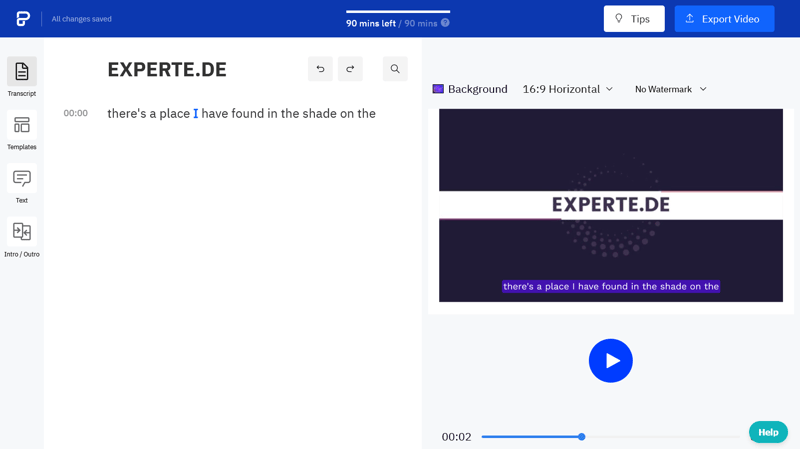 All changes saved
90 mins left / 90 mins ?
Tips
Export Video
Transcript
Templates
Text
Intro / Outro
EXPERTE.DE
00:00 there's a place I have found in the shade on the
Background 16:9 Horizontal No Watermark
EXPERTE.DE
there's a place I have found in the shade on the
00:02
Help